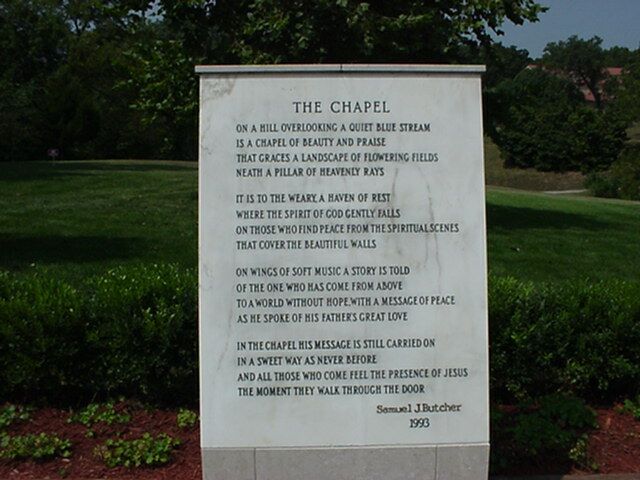 THE CHAPEL
ON A HILL OVERLOOKING A QUIET BLUE STREAM
IS A CHAPEL OF BEAUTY AND PRAISE
THAT GRACES A LANDSCAPE OF FLOWERING FIELDS
NEATH A PILLAR OF HEAVENLY RAYS
IT IS TO THE WEARY, A HAVEN OF REST
WHERE THE SPIRIT OF GOD GENTLY FALLS
ON THOSE WHO FIND PEACE FROM THE SPIRITUAL SCENES
THAT COVER THE BEAUTIFUL WALLS
ON WINGS OF SOFT MUSIC A STORY IS TOLD
OF THE ONE WHO HAS COME FROM ABOVE
TO A WORLD WITHOUT HOPE, WITH A MESSAGE OF PEACE
AS HE SPOKE OF HIS FATHER'S GREAT LOVE
IN THE CHAPEL HIS MESSAGE IS STILL CARRIED ON
IN A SWEET WAY AS NEVER BEFORE
AND ALL THOSE WHO COME FEEL THE PRESENCE OF JESUS
THE MOMENT THEY WALK THROUGH THE DOOR
Samuel J. Butcher
1993